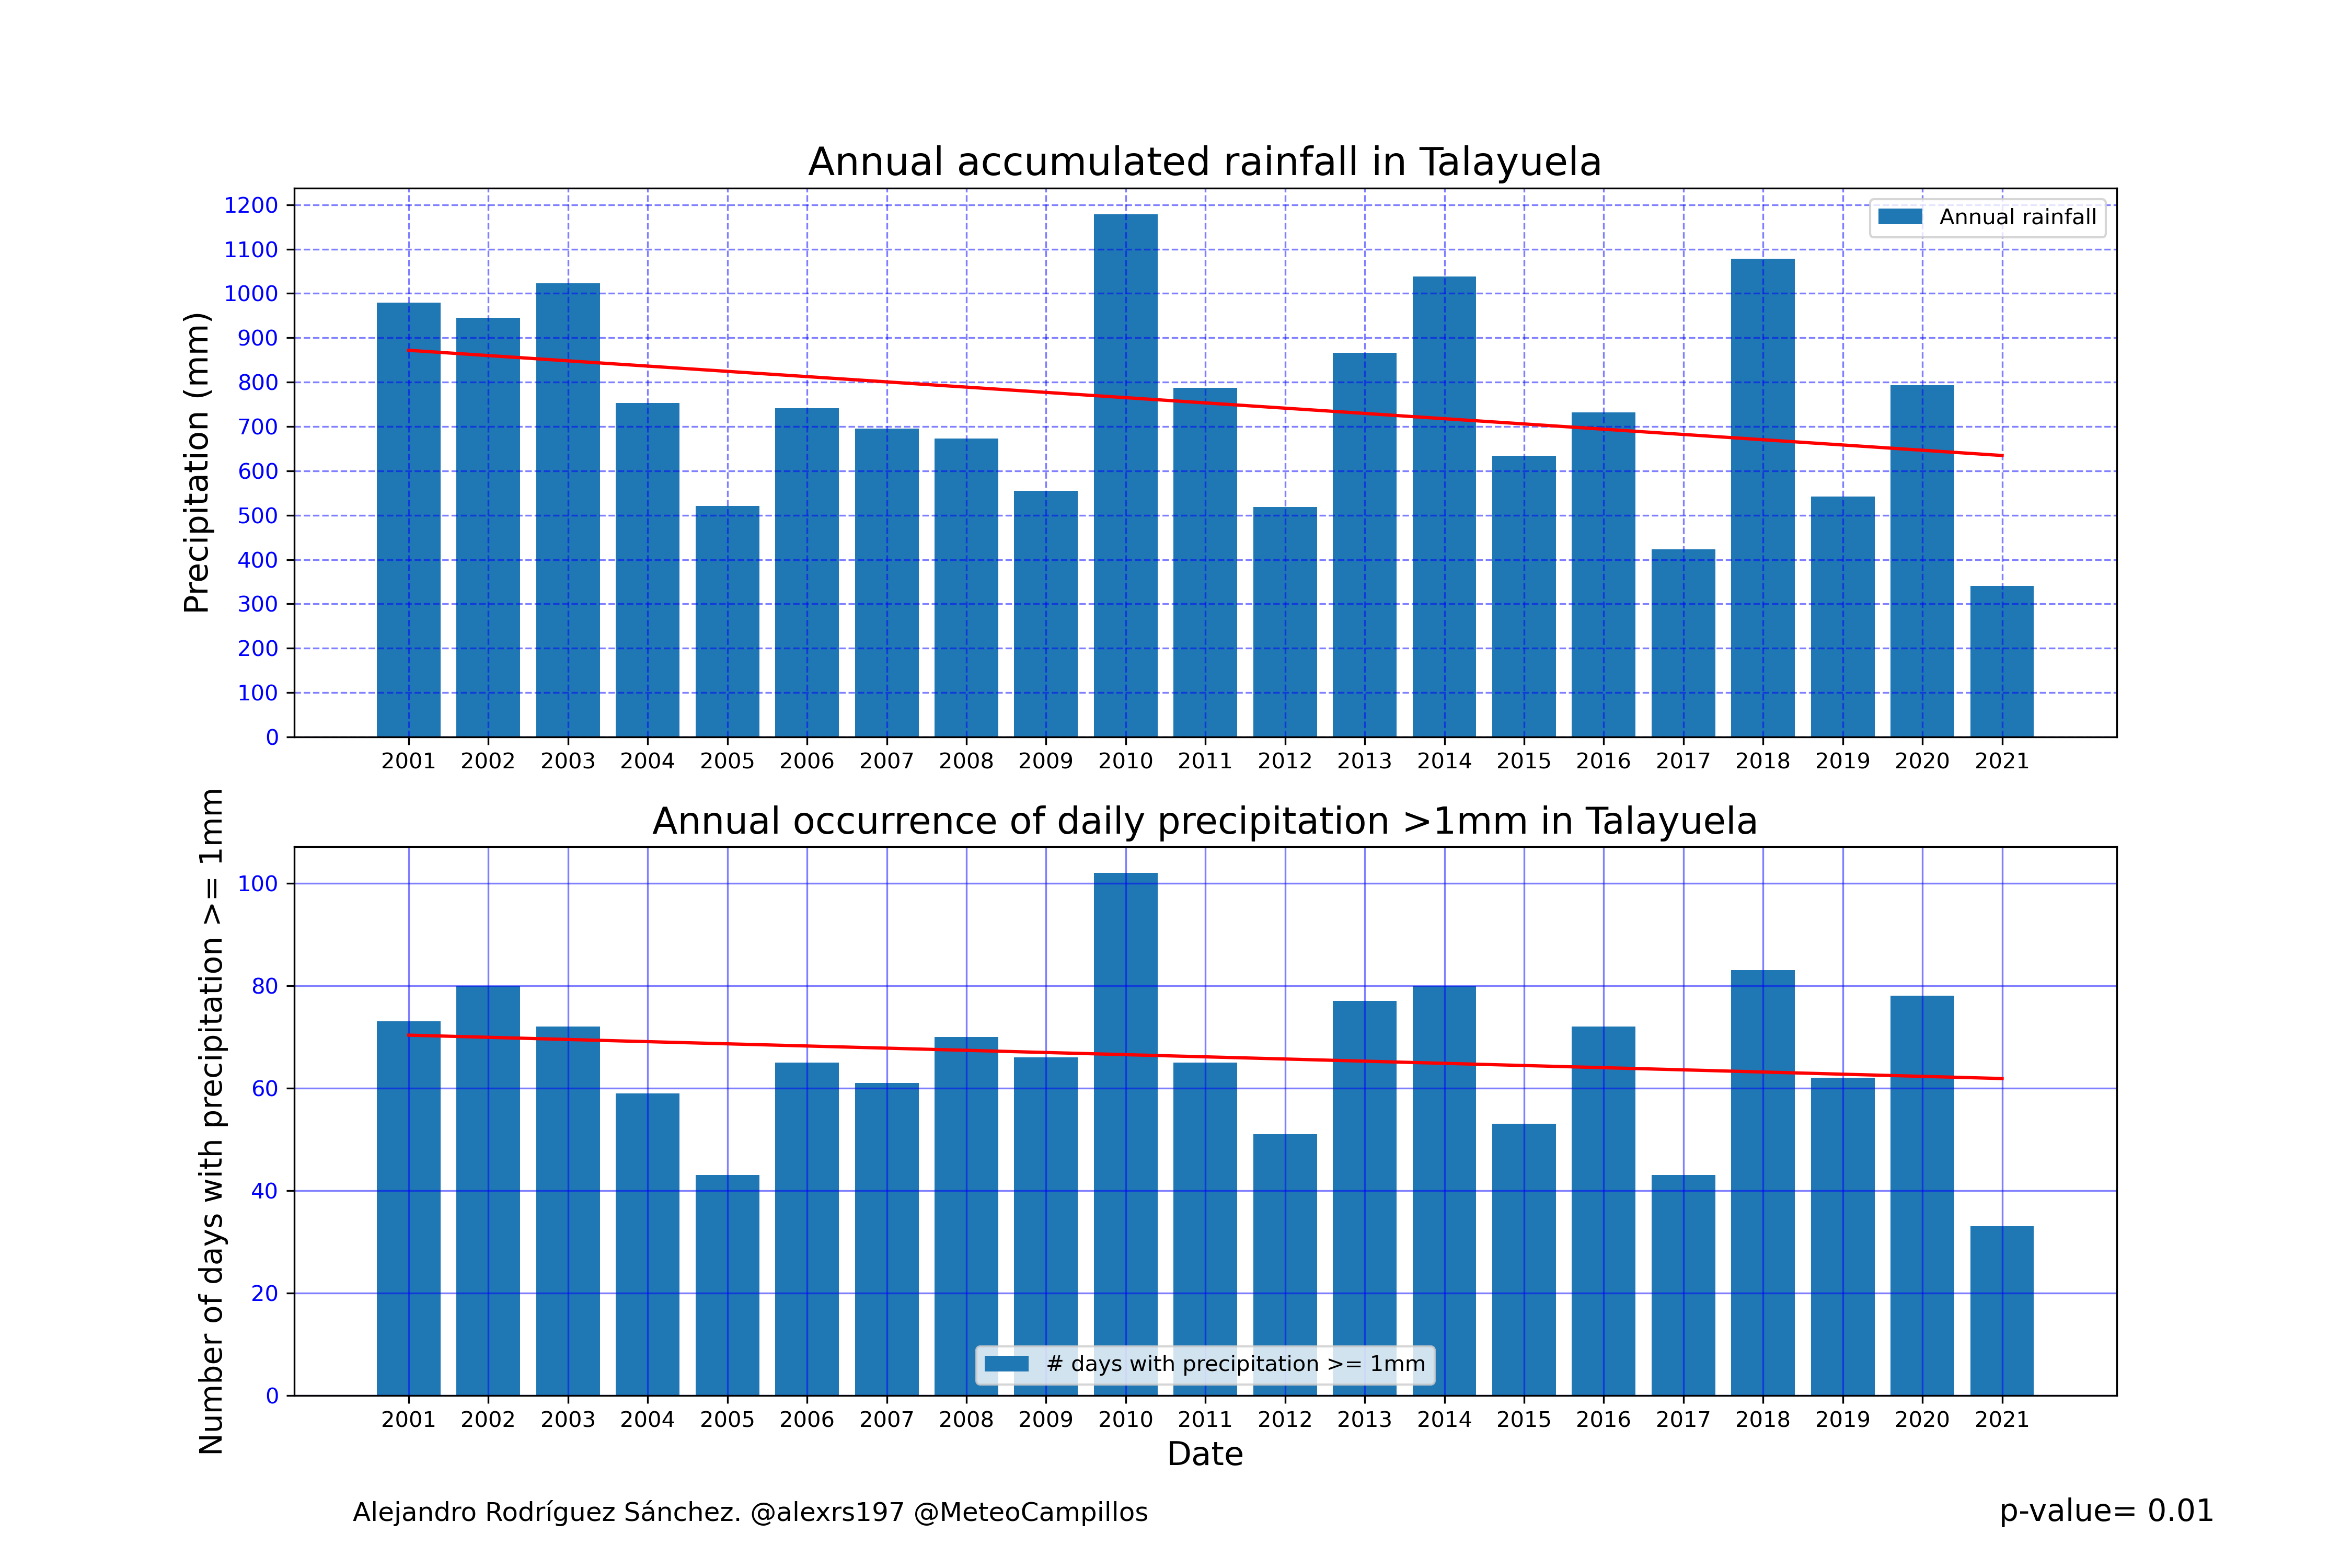 Annual accumulated rainfall in Talayuela
Precipitation (mm)
1200
1100
1000
900
800
700
600
500
400
300
200
100
0
Annual rainfall
2001 2002 2003 2004 2005 2006 2007 2008 2009 2010 2011 2012 2013 2014 2015 2016 2017 2018 2019 2020 2021
Annual occurrence of daily precipitation >1mm in Talayuela
Number of days with precipitation >= 1mm
100
80
60
40
20
0
# days with precipitation >= 1mm
2001 2002 2003 2004 2005 2006 2007 2008 2009 2010 2011 2012 2013 2014 2015 2016 2017 2018 2019 2020 2021
Date
Alejandro Rodríguez Sánchez. @alexrs197 @MeteoCampillos
p-value= 0.01